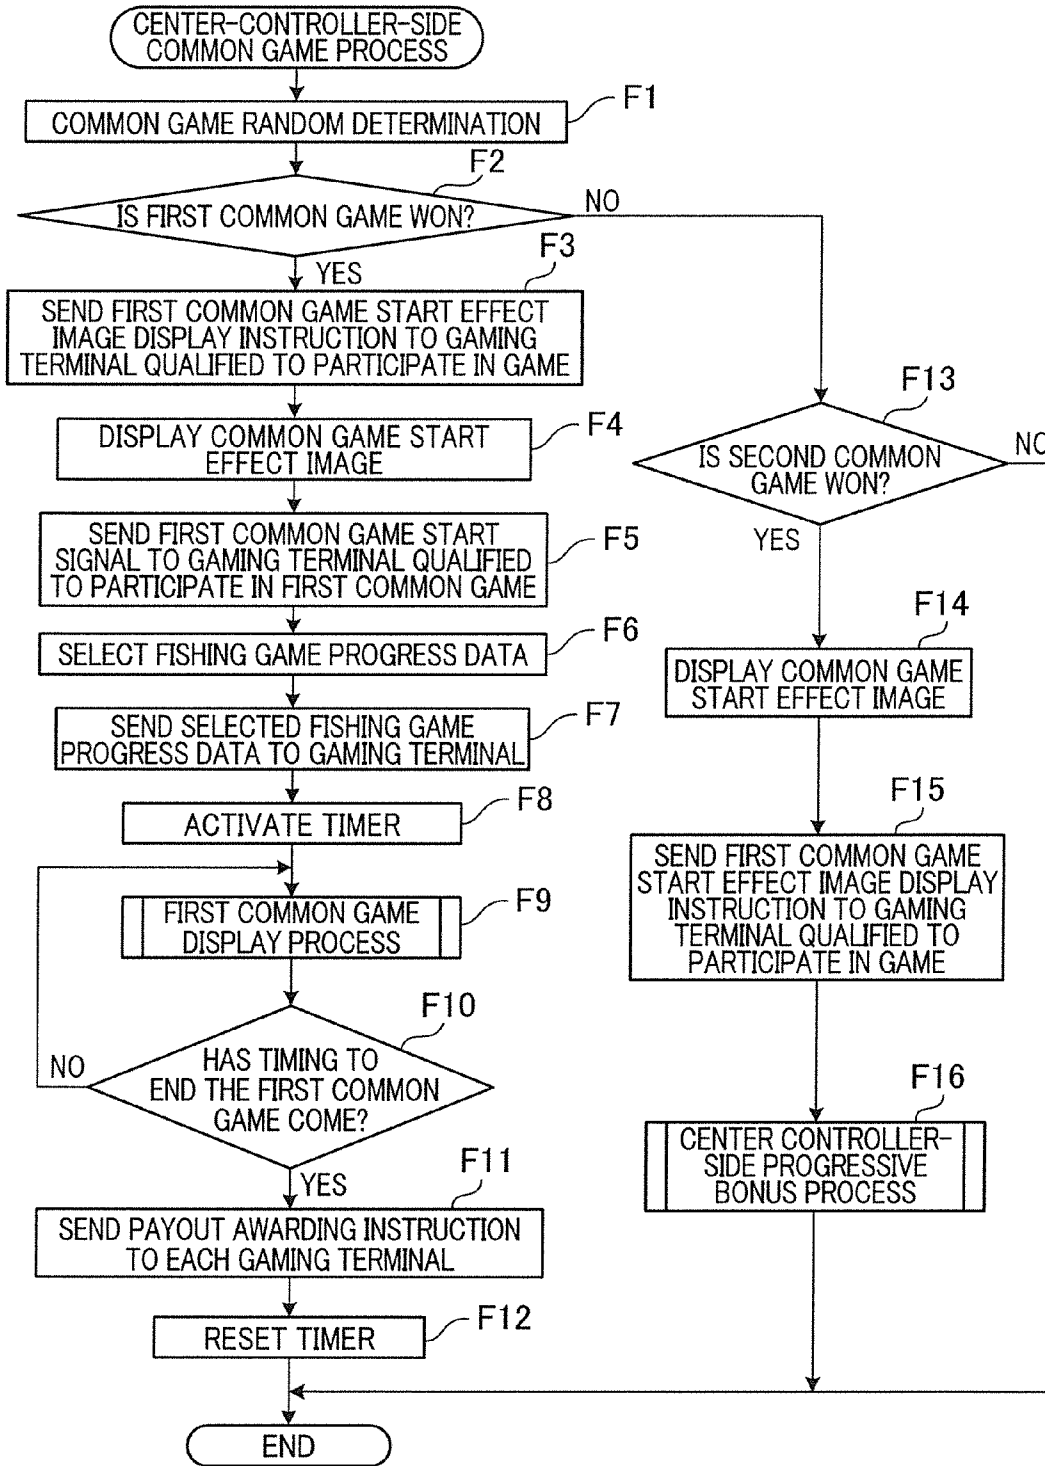 CENTER-CONTROLLER-SIDE
COMMON GAME PROCESS
F1
COMMON GAME RANDOM DETERMINATION
F2
IS FIRST COMMON GAME WON?
NO
YES
F3
SEND FIRST COMMON GAME START EFFECT
IMAGE DISPLAY INSTRUCTION TO GAMING
TERMINAL QUALIFIED TO PARTICIPATE IN GAME
F4
DISPLAY COMMON GAME START
EFFECT IMAGE
SEND FIRST COMMON GAME START
SIGNAL TO GAMING TERMINAL QUALIFIED
TO PARTICIPATE IN FIRST COMMON GAME
F5
F6
SELECT FISHING GAME PROGRESS DATA
F7
SEND SELECTED FISHING GAME
PROGRESS DATA TO GAMING TERMINAL
F8
ACTIVATE TIMER
F9
FIRST COMMON GAME
DISPLAY PROCESS
F10
HAS TIMING TO
END THE FIRST COMMON
GAME COME?
NO
YES
F11
SEND PAYOUT AWARDING INSTRUCTION
TO EACH GAMING TERMINAL
F12
RESET TIMER
END
F13
IS SECOND COMMON
GAME WON?
NO
YES
F14
DISPLAY COMMON GAME
START EFFECT IMAGE
F15
SEND FIRST COMMON GAME
START EFFECT IMAGE DISPLAY
INSTRUCTION TO GAMING
TERMINAL QUALIFIED TO
PARTICIPATE IN GAME
F16
CENTER CONTROLLER-
SIDE PROGRESSIVE
BONUS PROCESS